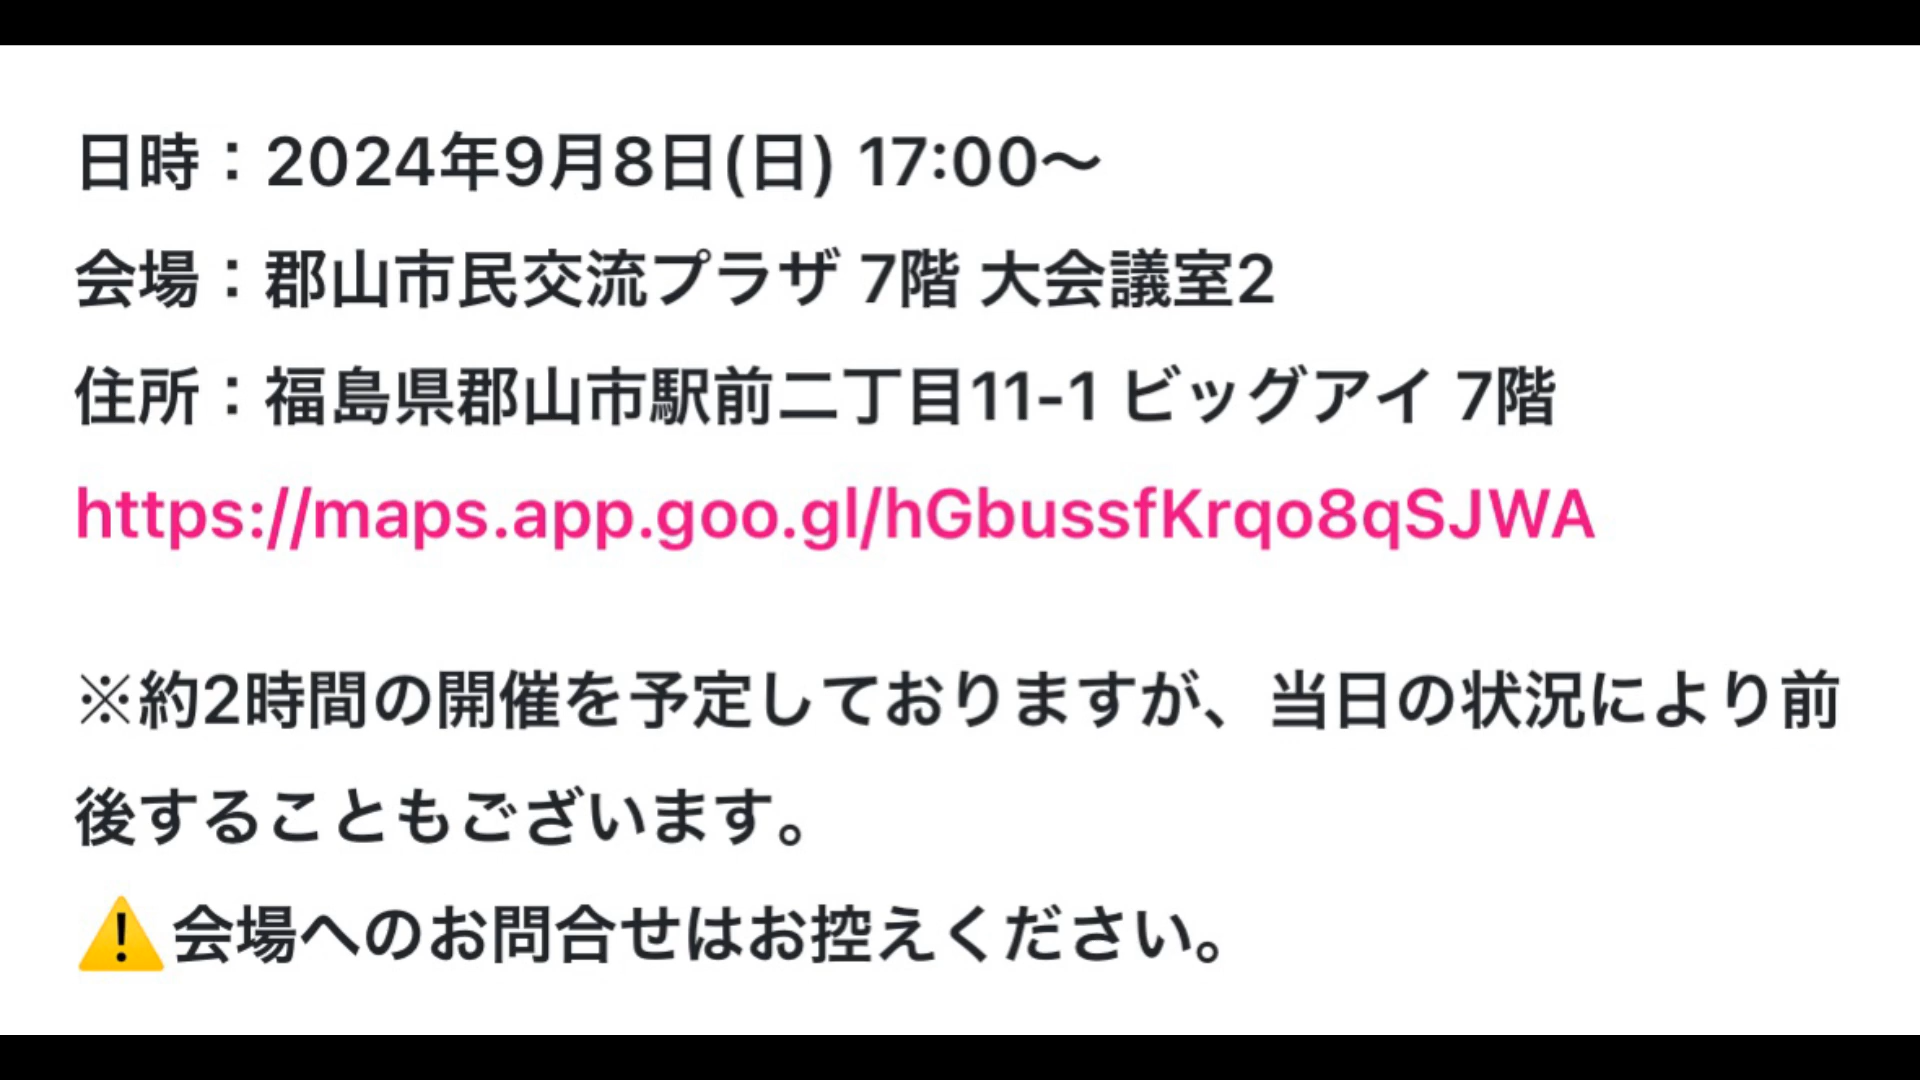 日時：2024年9月8日(日) 17:00〜
会場：郡山市民交流プラザ 7階 大会議室2
住所：福島県郡山市駅前二丁目11-1 ビッグアイ 7階
https://maps.app.goo.gl/hGbussfKrqo8qSJWA
※約2時間の開催を予定しておりますが、当日の状況により前
後することもございます。
⚠️会場へのお問合せはお控えください。